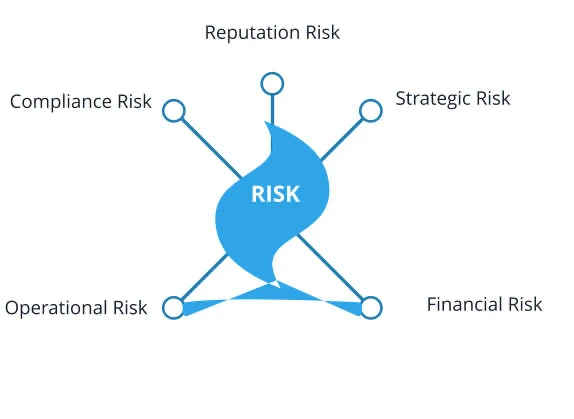 Reputation Risk
Compliance Risk
Strategic Risk
RISK
Operational Risk
Financial Risk